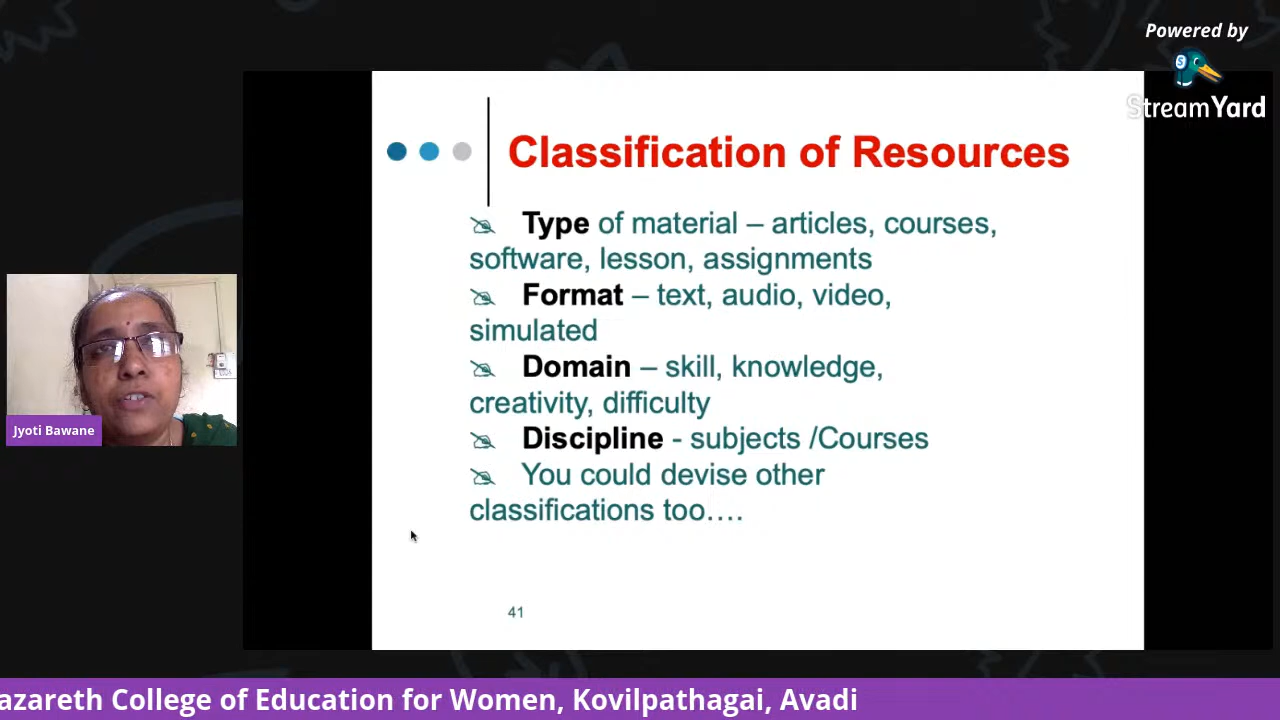 Powered by
StreamYard
Classification of Resources
Type of material – articles, courses,
software, lesson, assignments
Format – text, audio, video,
simulated
Domain – skill, knowledge,
creativity, difficulty
Discipline - subjects /Courses
You could devise other
classifications too….
41
Jyoti Bawane
azareth College of Education for Women, Kovilpathagai, Avadi